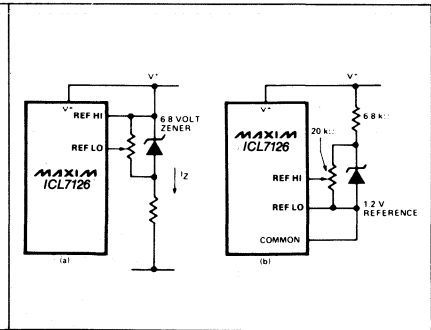 V⁺
V⁺
REF HI
6.8 VOLT
ZENER
REF LO
MAXIM
ICL7126
IZ
(a)
V⁺
V⁺
6.8 kΩ
20 kΩ
MAXIM
ICL7126
REF HI
REF LO
1.2 V
REFERENCE
COMMON
(b)